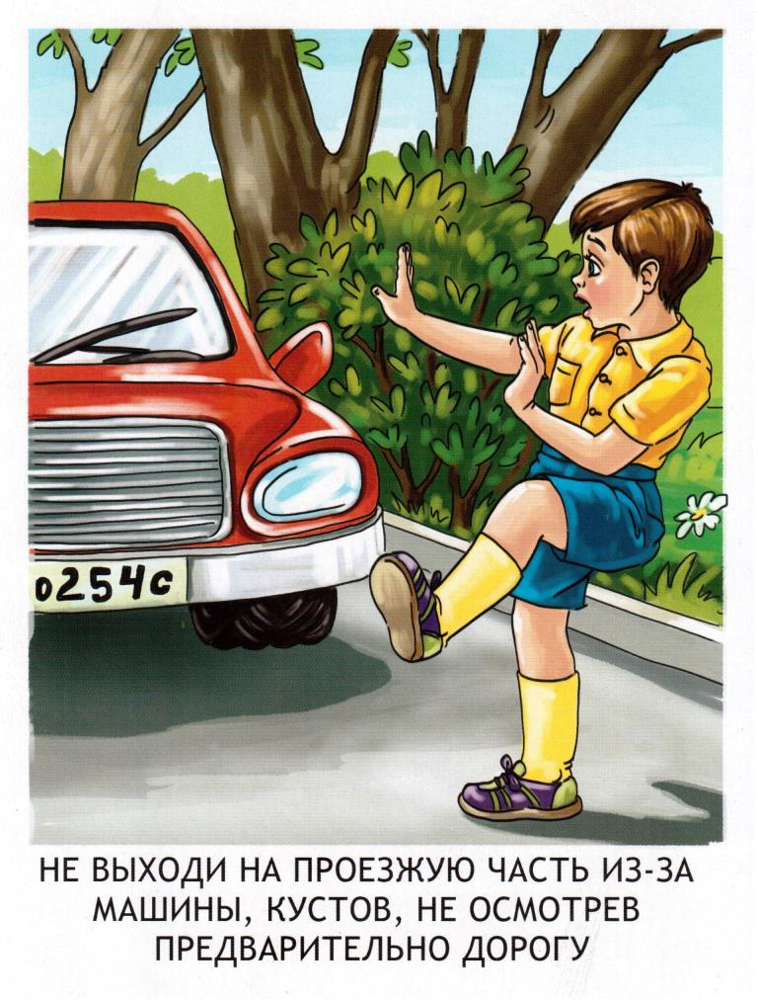 о254с
НЕ ВЫХОДИ НА ПРОЕЗЖУЮ ЧАСТЬ ИЗ-ЗА
МАШИНЫ, КУСТОВ, НЕ ОСМОТРЕВ
ПРЕДВАРИТЕЛЬНО ДОРОГУ